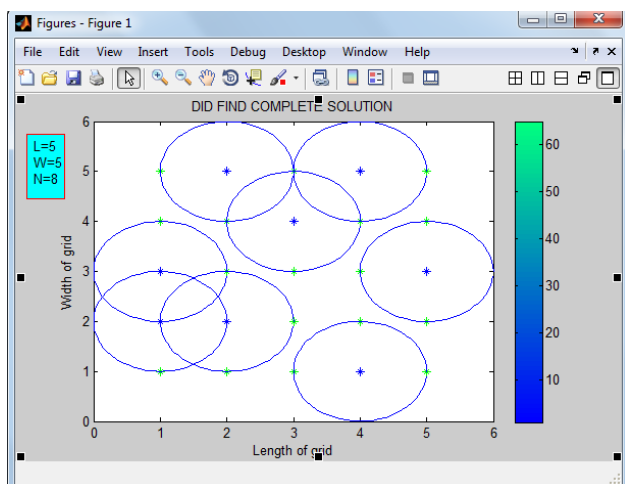 Figures - Figure 1
File Edit View Insert Tools Debug Desktop Window Help
DID FIND COMPLETE SOLUTION
L=5
W=5
N=8
6
5
4
3
2
1
0
Width of grid
0 1 2 3 4 5 6
Length of grid
60
50
40
30
20
10